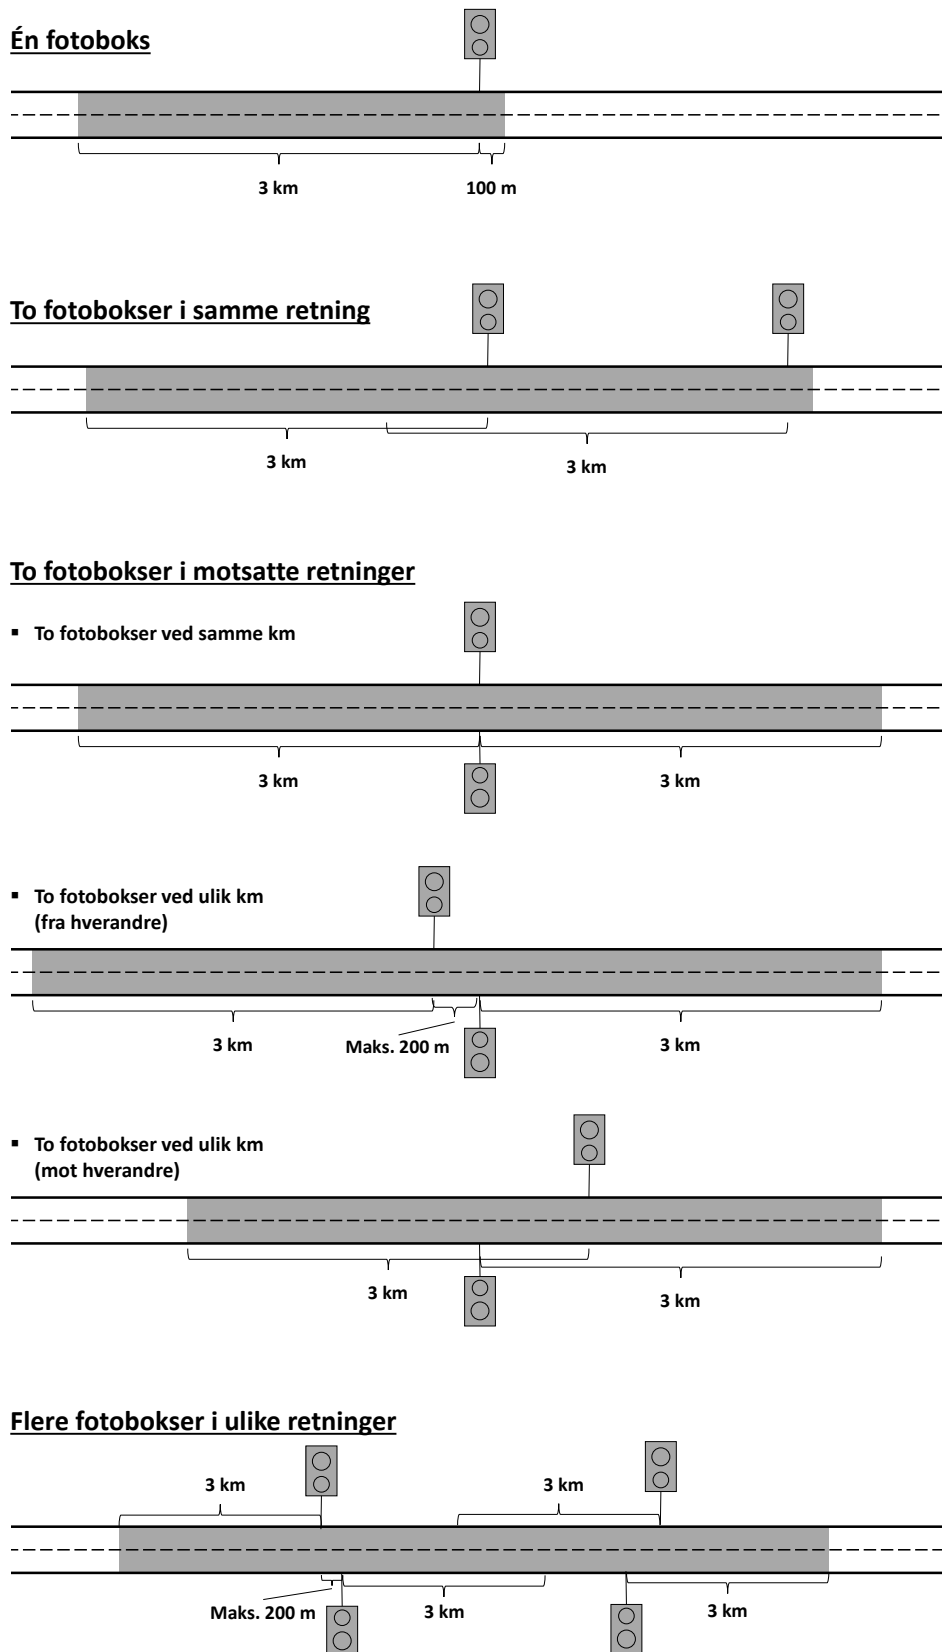 Én fotoboks
3 km
100 m
To fotobokser i samme retning
3 km
3 km
To fotobokser i motsatte retninger
▪ To fotobokser ved samme km
3 km
3 km
▪ To fotobokser ved ulik km
(fra hverandre)
3 km
Maks. 200 m
3 km
▪ To fotobokser ved ulik km
(mot hverandre)
3 km
3 km
Flere fotobokser i ulike retninger
3 km
3 km
Maks. 200 m
3 km
3 km